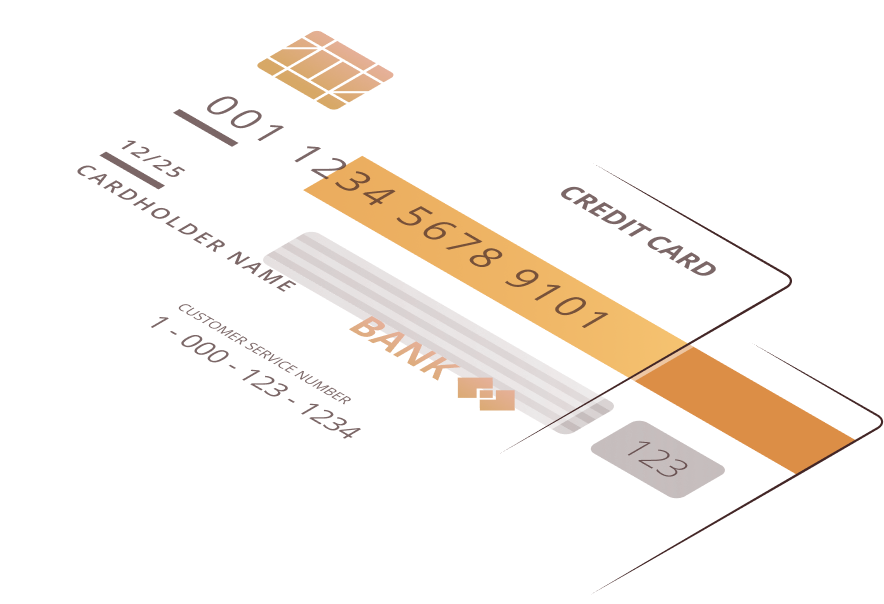 CREDIT CARD
001 1234 5678 9101
12/25
CARDHOLDER NAME
BANK
123
CUSTOMER SERVICE NUMBER
1 - 000 - 123 - 1234